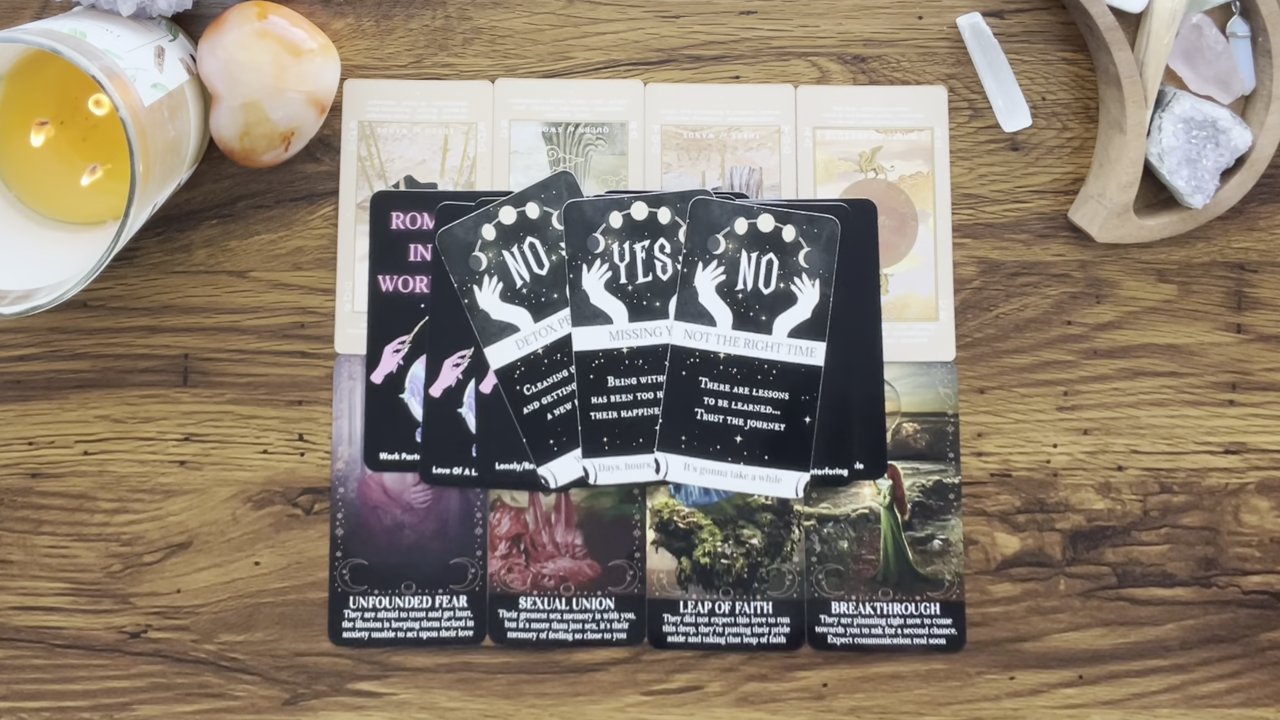 QUEEN of SWO
ROM
IN
WOR
Work Part
Love Of A L
Lonely/
NO
DETOX PE
CLEANING U
AND GETTING
A NEW
YES
MISSING Y
BEING WITH
HAS BEEN TOO H
THEIR HAPPINE
Days, hours,
NO
NOT THE RIGHT TIME
THERE ARE LESSONS
TO BE LEARNED...
TRUST THE JOURNEY
It's gonna take a while
nterfering
UNFOUNDED FEAR
They are afraid to trust and get hurt,
the illusion is keeping them locked in
anxiety unable to act upon their love
SEXUAL UNION
Their greatest sex memory is with you,
but it's more than just sex, it's their
memory of feeling so close to you
LEAP OF FAITH
They did not expect this love to run
this deep, they're putting their pride
aside and taking that leap of faith
BREAKTHROUGH
They are planning right now to come
towards you to ask for a second chance,
Expect communication real soon